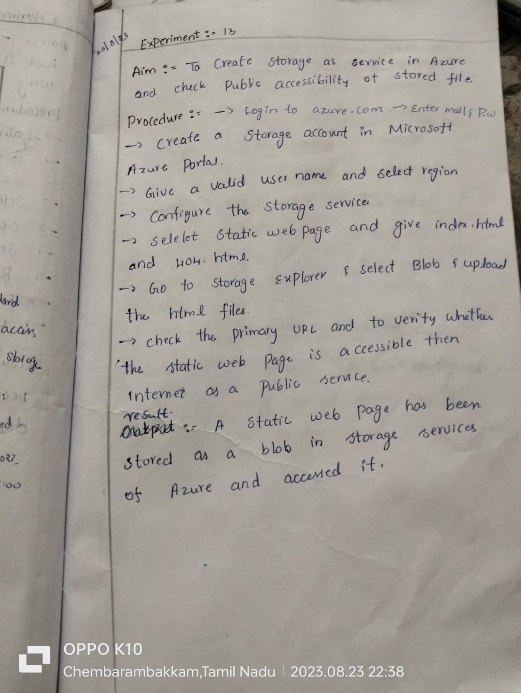 Experiment :- 13
Aim :- To Create Storage as service in Azure
and check Public accessibility of stored file.
Procedure :- → Login to azure.com → Enter mail & P.w
→ Create a Storage account in Microsoft
Azure Portal.
→ Give a valid user name and select region
→ Configure the storage service
→ selelet Static web page and give index.html
and 404.html.
→ Go to storage Explorer & select Blob & upload
the html files.
→ check the primary URL and to verity whether
the static web Page is accessible then
internet as a Public service.
result.
Output :- A Static web page has been
stored as a blob in storage services
of Azure and accessed it.
land
access
storage
OPPO K10
Chembarambakkam,Tamil Nadu | 2023.08.23 22:38